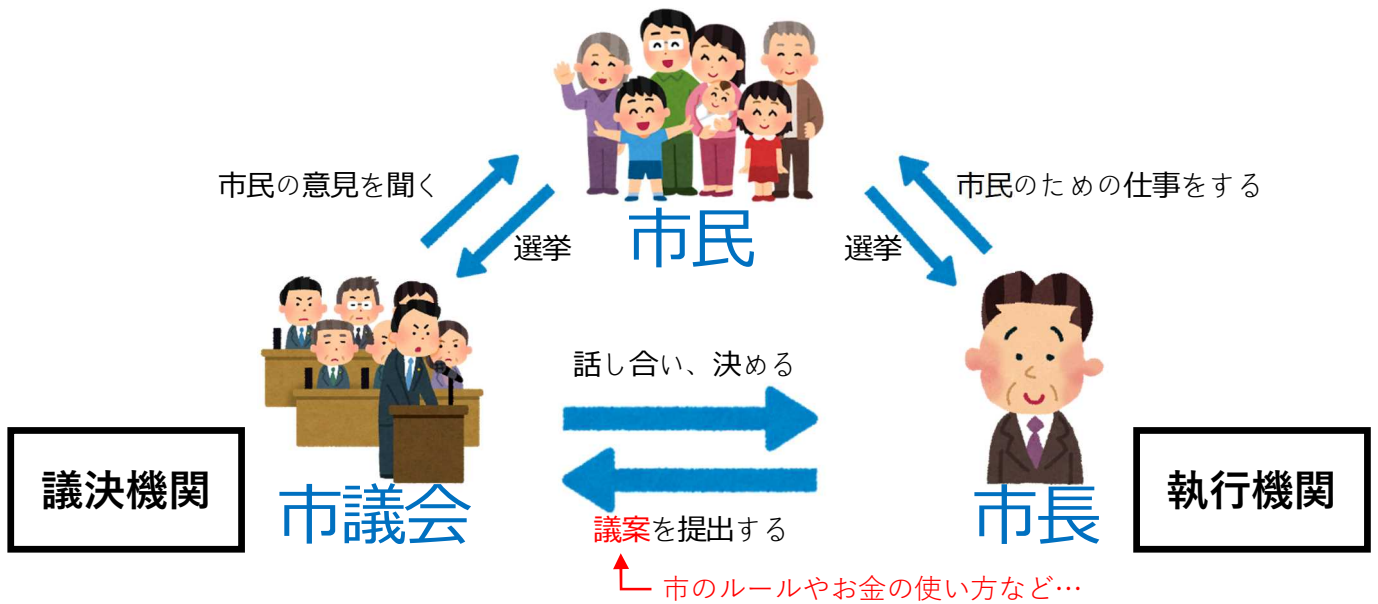 市民の意見を聞く
市民のための仕事をする
選挙
市民
選挙
話し合い、決める
議決機関
市議会
市長
執行機関
議案を提出する
市のルールやお金の使い方など…